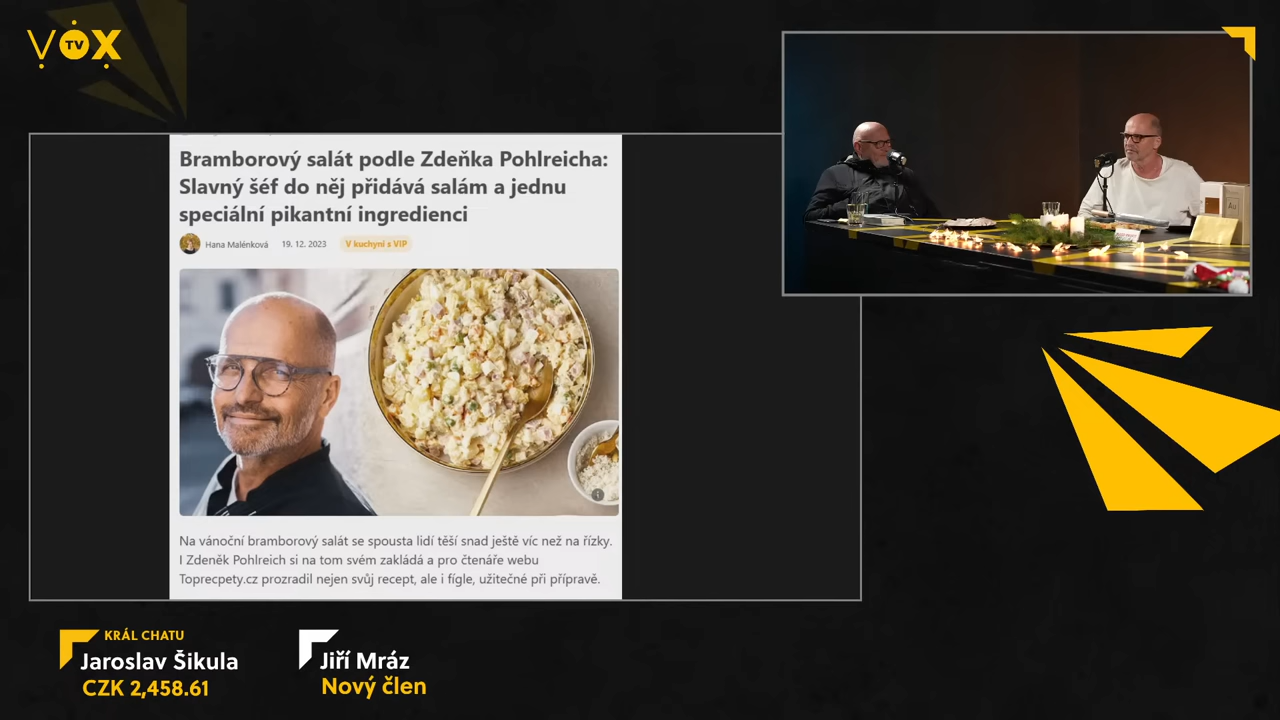 VOX
TV
Bramborový salát podle Zdeňka Pohlreicha:
Slavný šéf do něj přidává salám a jednu
speciální pikantní ingredienci
Hana Malénková 19. 12. 2023 V kuchyni s VIP
Na vánoční bramborový salát se spousta lidí těší snad ještě víc než na řízky.
I Zdeněk Pohlreich si na tom svém zakládá a pro čtenáře webu
Toprecpety.cz prozradil nejen svůj recept, ale i fígle, užitečné při přípravě.
Au
KRÁL CHATU
Jaroslav Šikula
CZK 2,458.61
Jiří Mráz
Nový člen